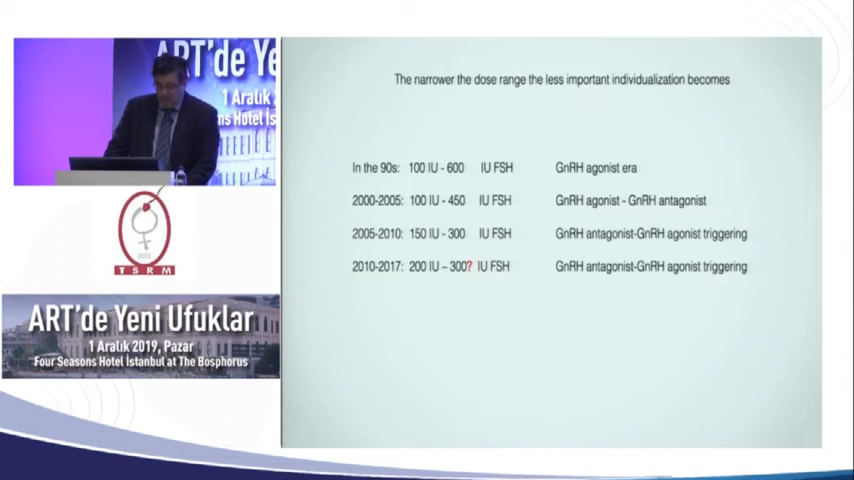 ART'de Ye
1 Aralık
ns Hotel İs
TSRM
ART'de Yeni Ufuklar
1 Aralık 2019, Pazar
Four Seasons Hotel İstanbul at The Bosphorus
The narrower the dose range the less important individualization becomes
In the 90s: 100 IU - 600 IU FSH GnRH agonist era
2000-2005: 100 IU - 450 IU FSH GnRH agonist - GnRH antagonist
2005-2010: 150 IU - 300 IU FSH GnRH antagonist-GnRH agonist triggering
2010-2017: 200 IU – 300? IU FSH GnRH antagonist-GnRH agonist triggering